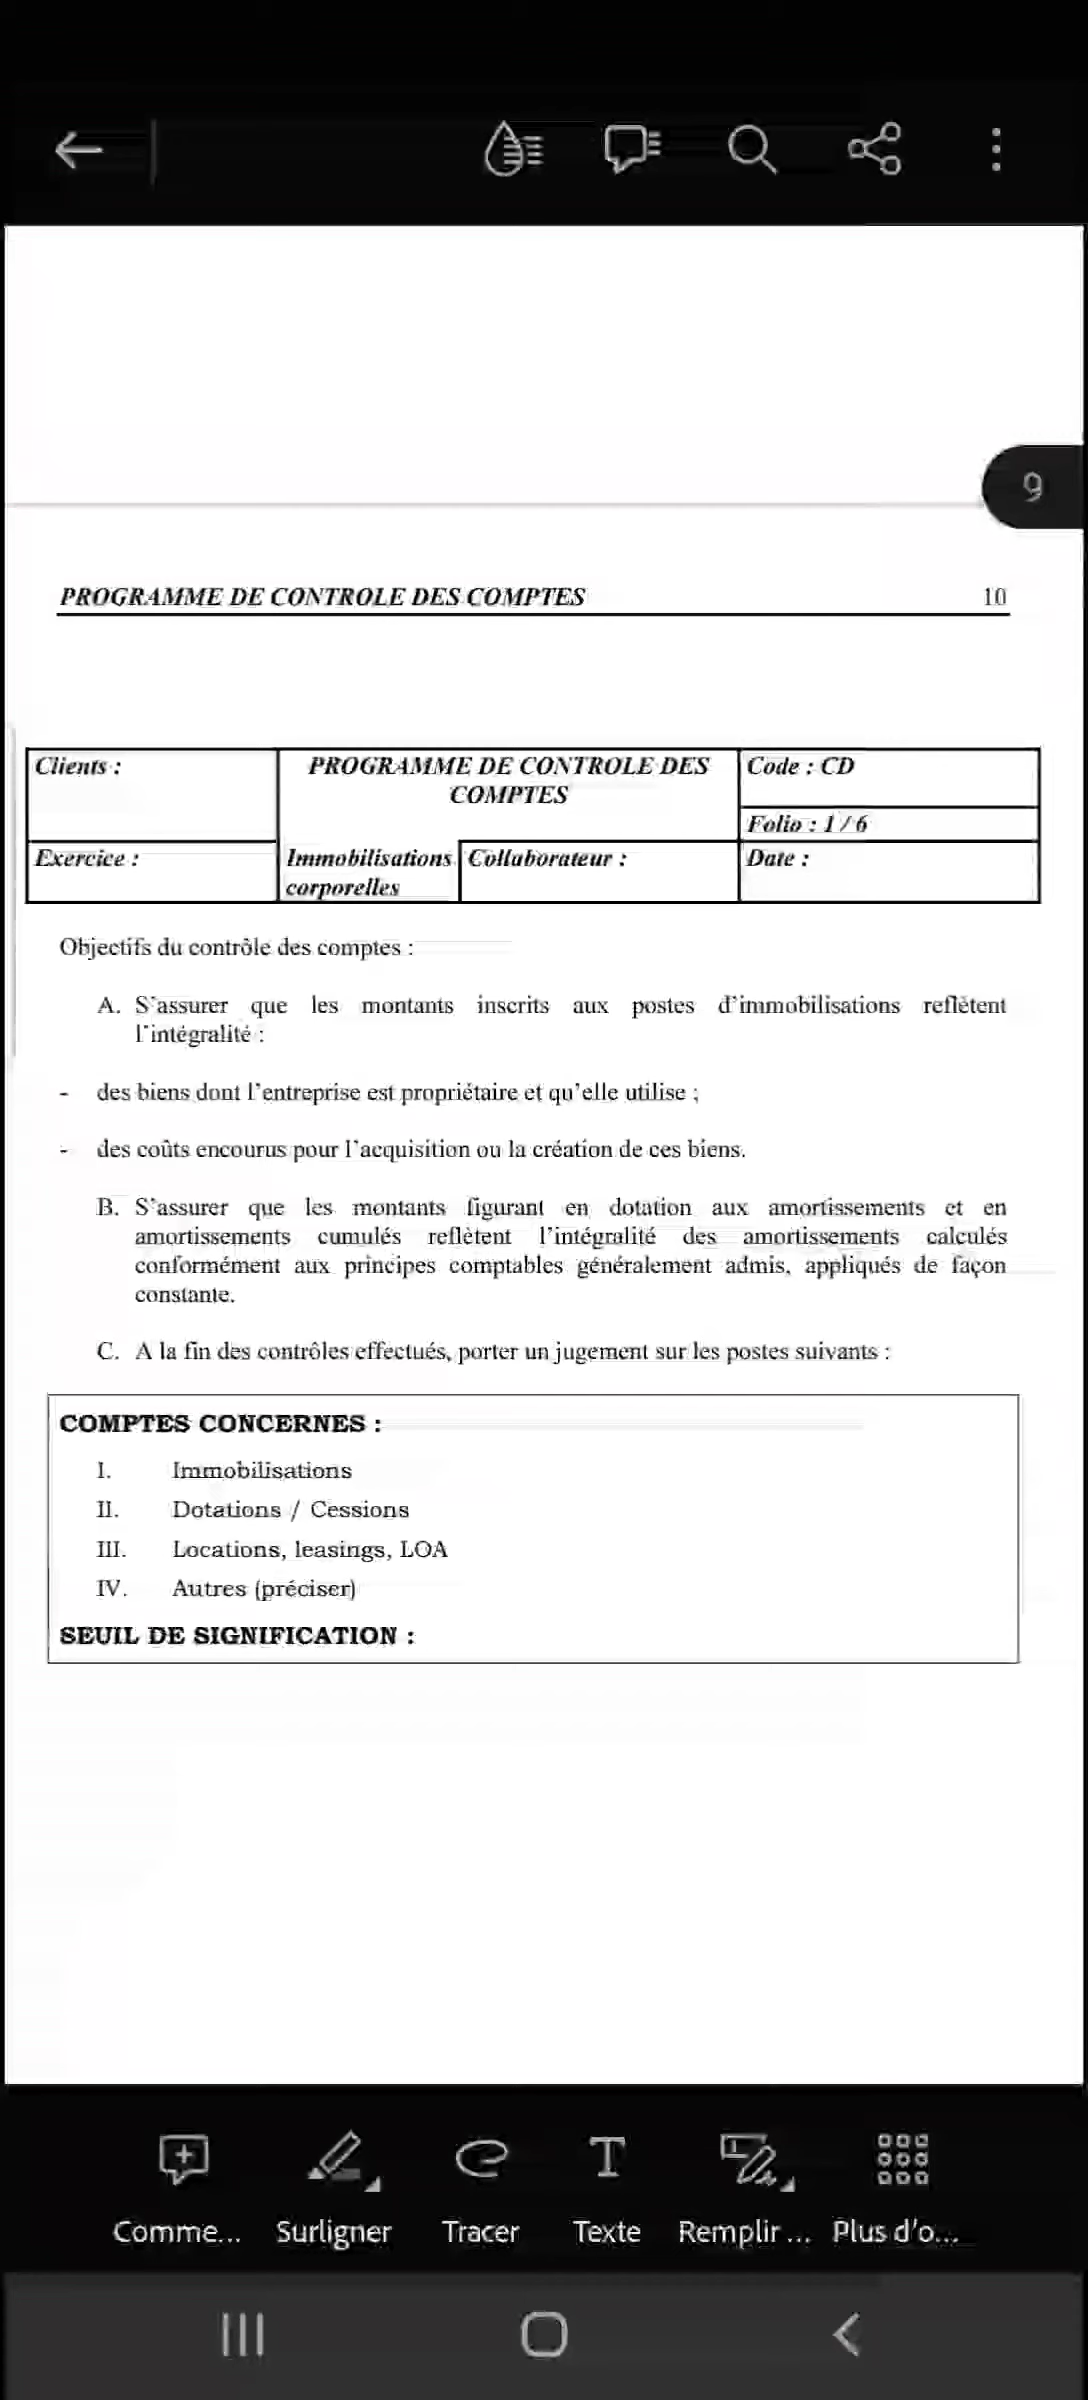 9
PROGRAMME DE CONTROLE DES COMPTES 10
Clients :
PROGRAMME DE CONTROLE DES
COMPTES
Code : CD
Folio : 1 / 6
Exercice :
Immobilisations
corporelles
Collaborateur :
Date :
Objectifs du contrôle des comptes :
A. S'assurer que les montants inscrits aux postes d'immobilisations reflètent
l'intégralité :
- des biens dont l'entreprise est propriétaire et qu'elle utilise ;
- des coûts encourus pour l'acquisition ou la création de ces biens.
B. S'assurer que les montants figurant en dotation aux amortissements et en
amortissements cumulés reflètent l'intégralité des amortissements calculés
conformément aux principes comptables généralement admis, appliqués de façon
constante.
C. A la fin des contrôles effectués, porter un jugement sur les postes suivants :
COMPTES CONCERNES :
I. Immobilisations
II. Dotations / Cessions
III. Locations, leasings, LOA
IV. Autres (préciser)
SEUIL DE SIGNIFICATION :
Comme... Surligner Tracer Texte Remplir ... Plus d'o...